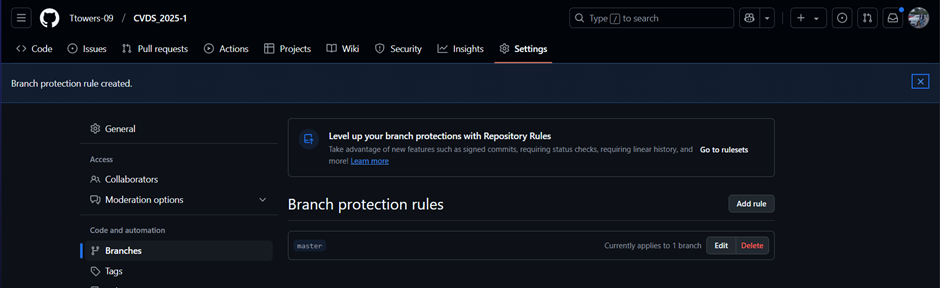 Ttowers-09 / CVDS_2025-1
Type / to search
Code Issues Pull requests Actions Projects Wiki Security Insights Settings
Branch protection rule created.
General
Access
Collaborators
Moderation options
Code and automation
Branches
Tags
Level up your branch protections with Repository Rules
Take advantage of new features such as signed commits, requiring status checks, requiring linear history, and
more! Learn more
Go to rulesets
Branch protection rules
Add rule
master
Currently applies to 1 branch
Edit
Delete